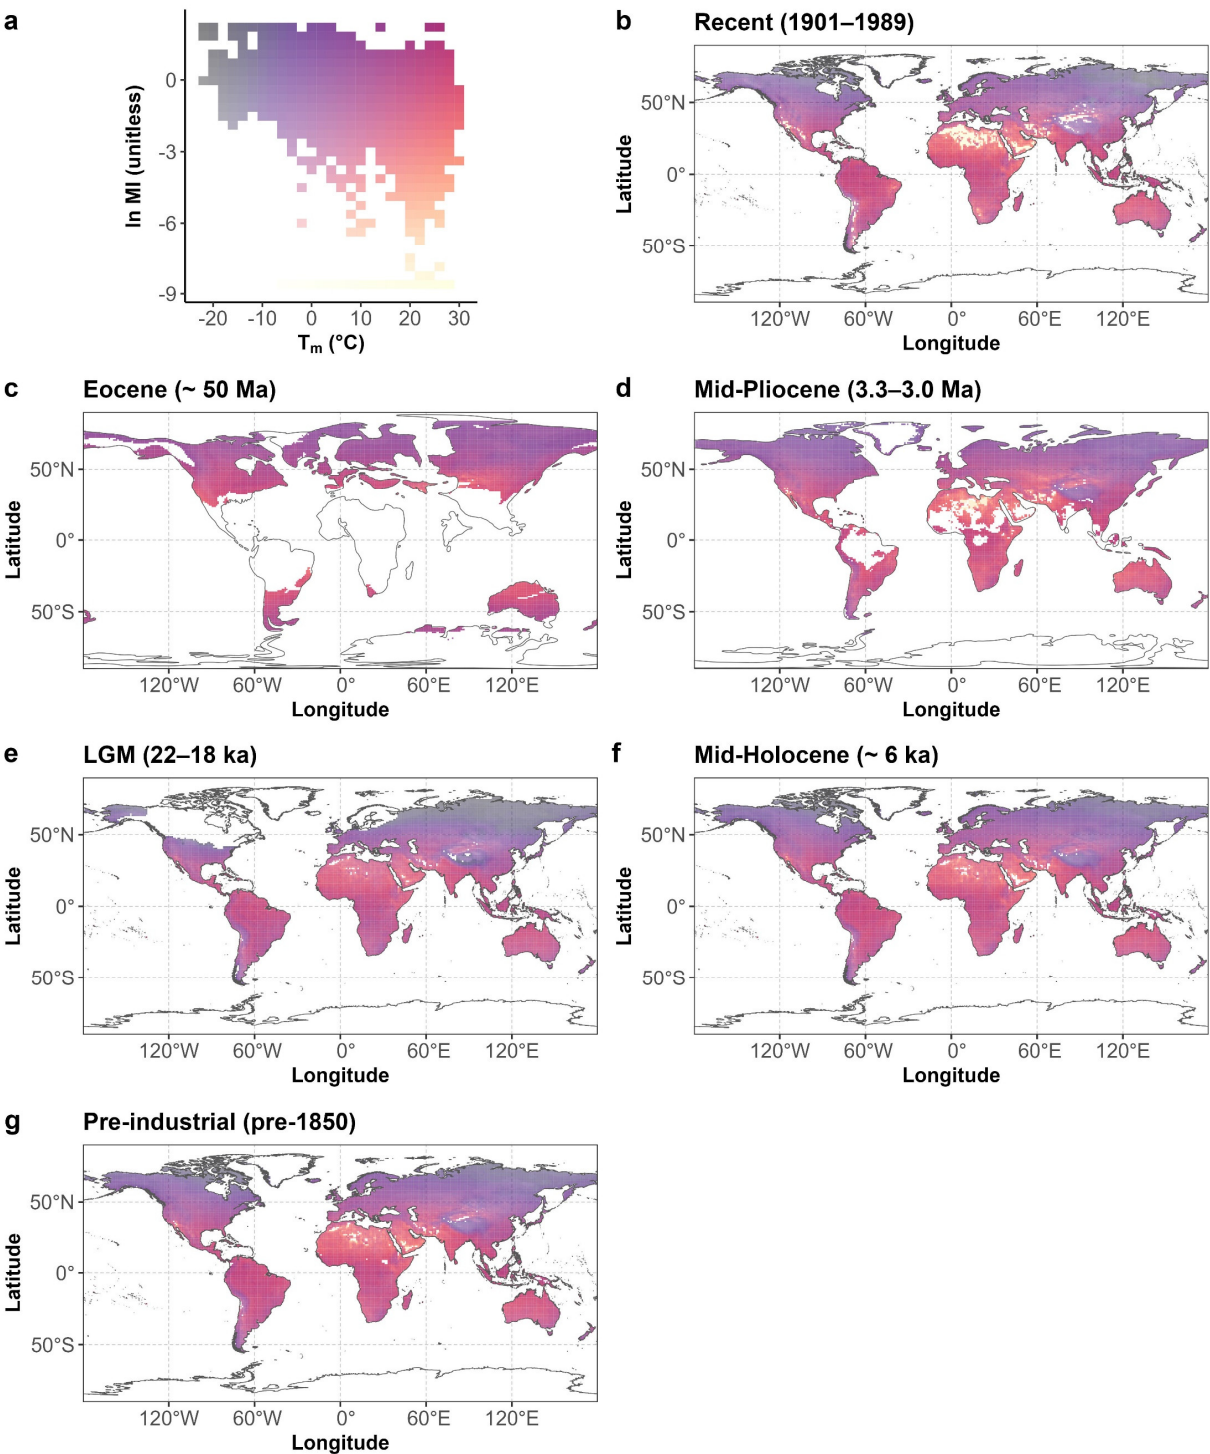 a
ln MI (unitless)
0
-3
-6
-9
-20 -10 0 10 20 30
Tm (°C)
b Recent (1901–1989)
Latitude
50°N
0°
50°S
120°W 60°W 0° 60°E 120°E
Longitude
c Eocene (~ 50 Ma)
Latitude
50°N
0°
50°S
120°W 60°W 0° 60°E 120°E
Longitude
d Mid-Pliocene (3.3–3.0 Ma)
Latitude
50°N
0°
50°S
120°W 60°W 0° 60°E 120°E
Longitude
e LGM (22–18 ka)
Latitude
50°N
0°
50°S
120°W 60°W 0° 60°E 120°E
Longitude
f Mid-Holocene (~ 6 ka)
Latitude
50°N
0°
50°S
120°W 60°W 0° 60°E 120°E
Longitude
g Pre-industrial (pre-1850)
Latitude
50°N
0°
50°S
120°W 60°W 0° 60°E 120°E
Longitude